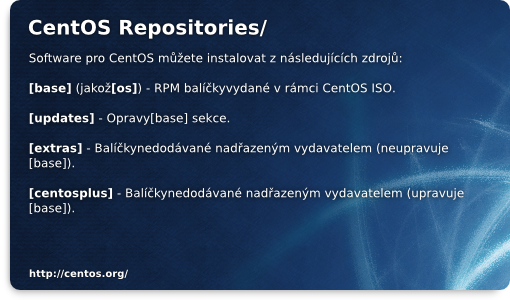 CentOS Repositories/
Software pro CentOS můžete instalovat z následujících zdrojů:
[base] (jakož[os]) - RPM balíčkyvydané v rámci CentOS ISO.
[updates] - Opravy[base] sekce.
[extras] - Balíčkynedodávané nadřazeným vydavatelem (neupravuje
[base]).
[centosplus] - Balíčkynedodávané nadřazeným vydavatelem (upravuje
[base]).
http://centos.org/